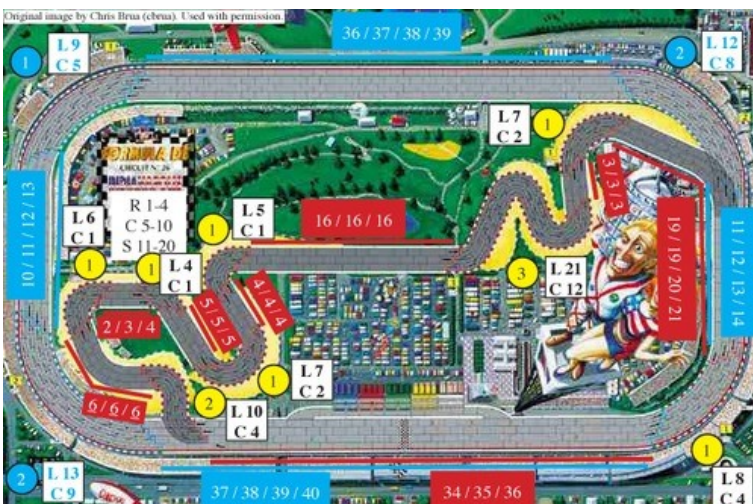 Original image by Chris Brua (cbrua). Used with permission.
36 / 37 / 38 / 39
1
L 9
C 5
2
L 12
C 8
L 7
C 2
1
FORMULA DE
CIRCUIT N° 26
R 1-4
C 5-10
S 11-20
3 / 3 / 3
10 / 11 / 12 / 13
L 6
C 1
1
1
L 4
C 1
1
L 5
C 1
16 / 16 / 16
19 / 19 / 20 / 21
11 / 12 / 13 / 14
3
L 21
C 12
2 / 3 / 4
5 / 5 / 5
4 / 4 / 4
6 / 6 / 6
2
L 10
C 4
1
L 7
C 2
1
L 8
C 4
2
L 13
C 9
37 / 38 / 39 / 40
34 / 35 / 36